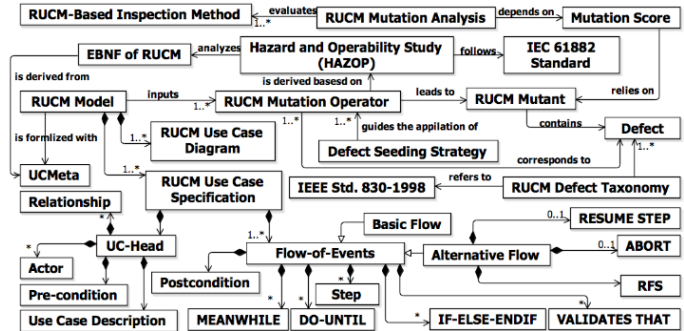 RUCM-Based Inspection Method
evaluates
1..*
RUCM Mutation Analysis
depends on
Mutation Score
EBNF of RUCM
analyzes
Hazard and Operability Study
(HAZOP)
follows
IEC 61882
Standard
is derived from
is derived basesd on
relies on
RUCM Model
inputs
1..*
RUCM Mutation Operator
leads to
RUCM Mutant
contains
Defect
1..*
1..*
1..*
is formlized with
RUCM Use Case
Diagram
guides the appilation of
Defect Seeding Strategy
corresponds to
UCMeta
1..*
RUCM Use Case
Specification
IEEE Std. 830-1998
refers to
RUCM Defect Taxonomy
1..*
Relationship
*
Basic Flow
0..1
RESUME STEP
*
UC-Head
1..*
Flow-of-Events
Alternative Flow
0..1
ABORT
Actor
Postcondition
*
Step
RFS
Pre-condition
*
*
*
*
Use Case Description
MEANWHILE
DO-UNTIL
IF-ELSE-ENDIF
VALIDATES THAT